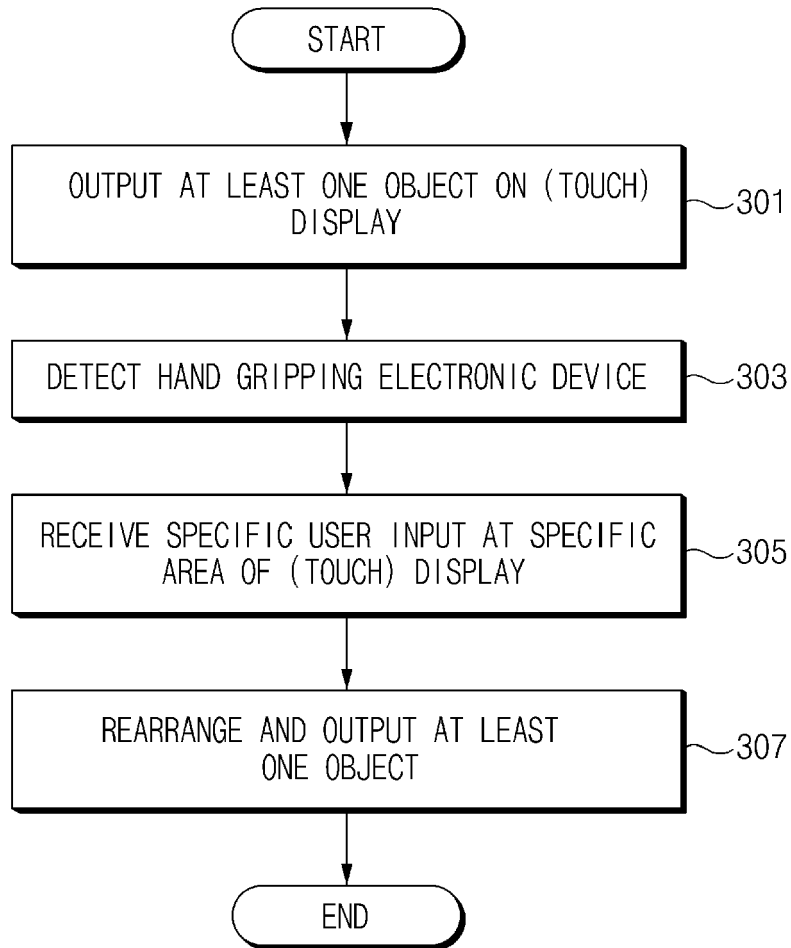 START
OUTPUT AT LEAST ONE OBJECT ON (TOUCH)
DISPLAY
301
DETECT HAND GRIPPING ELECTRONIC DEVICE
303
RECEIVE SPECIFIC USER INPUT AT SPECIFIC
AREA OF (TOUCH) DISPLAY
305
REARRANGE AND OUTPUT AT LEAST
ONE OBJECT
307
END